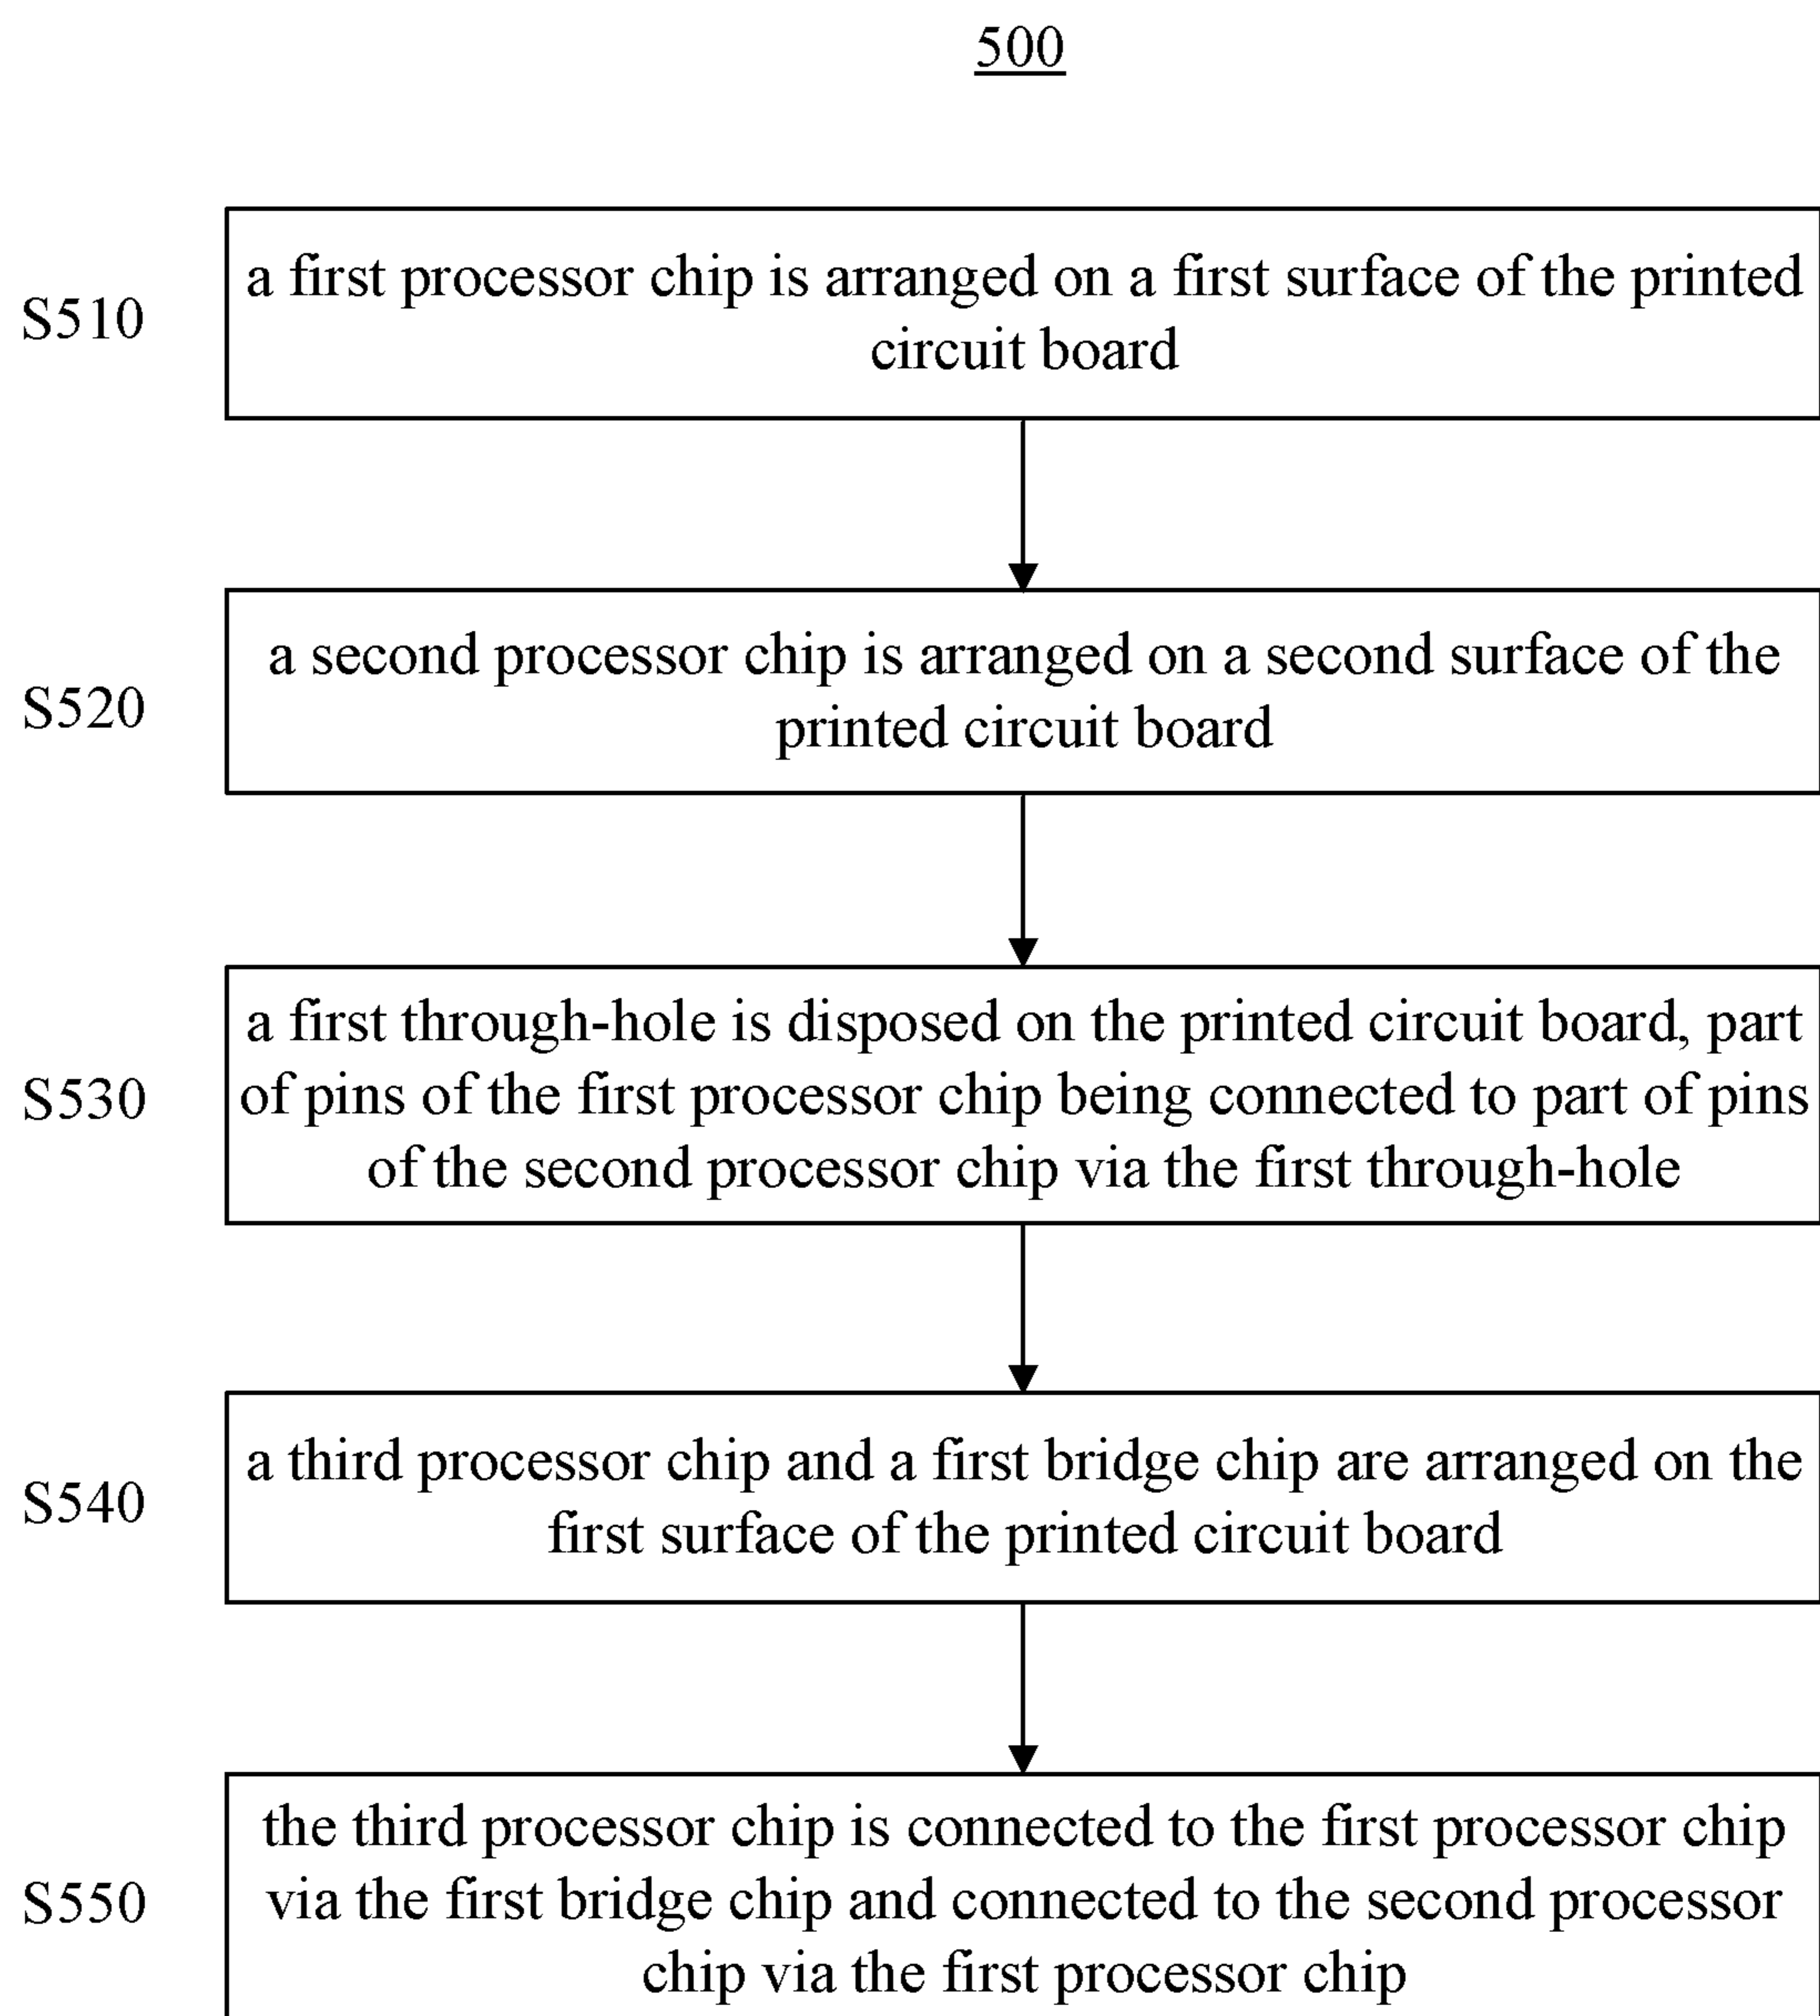 500
S510
a first processor chip is arranged on a first surface of the printed
circuit board
S520
a second processor chip is arranged on a second surface of the
printed circuit board
S530
a first through-hole is disposed on the printed circuit board, part
of pins of the first processor chip being connected to part of pins
of the second processor chip via the first through-hole
S540
a third processor chip and a first bridge chip are arranged on the
first surface of the printed circuit board
S550
the third processor chip is connected to the first processor chip
via the first bridge chip and connected to the second processor
chip via the first processor chip